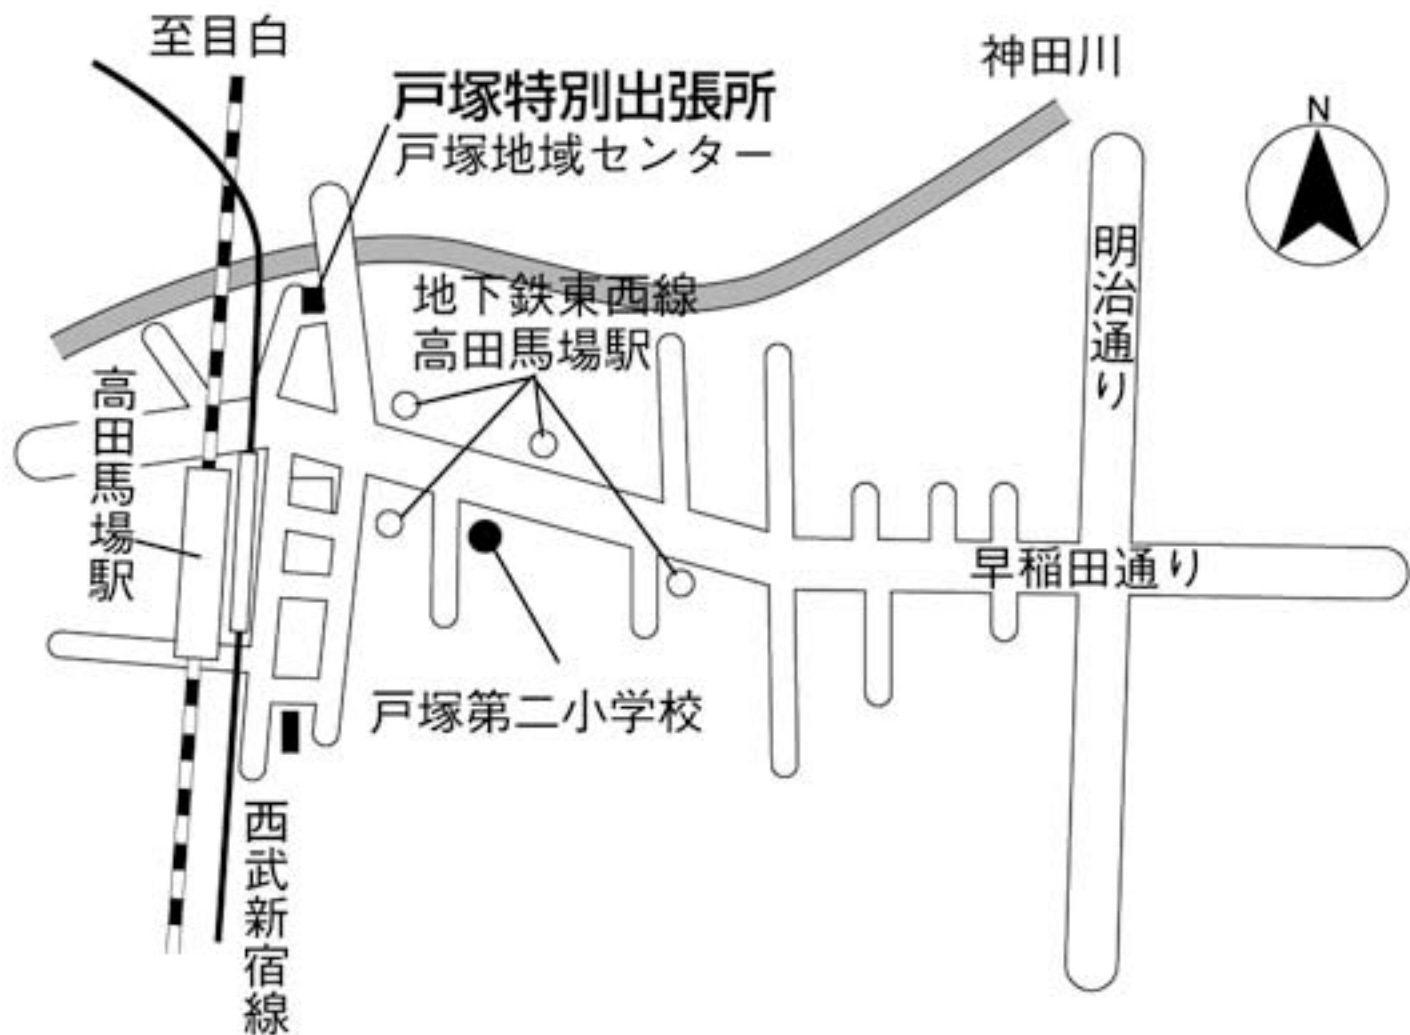 至目白
神田川
戸塚特別出張所
戸塚地域センター
N
明治通り
地下鉄東西線
高田馬場駅
高田馬場駅
早稲田通り
戸塚第二小学校
西武新宿線